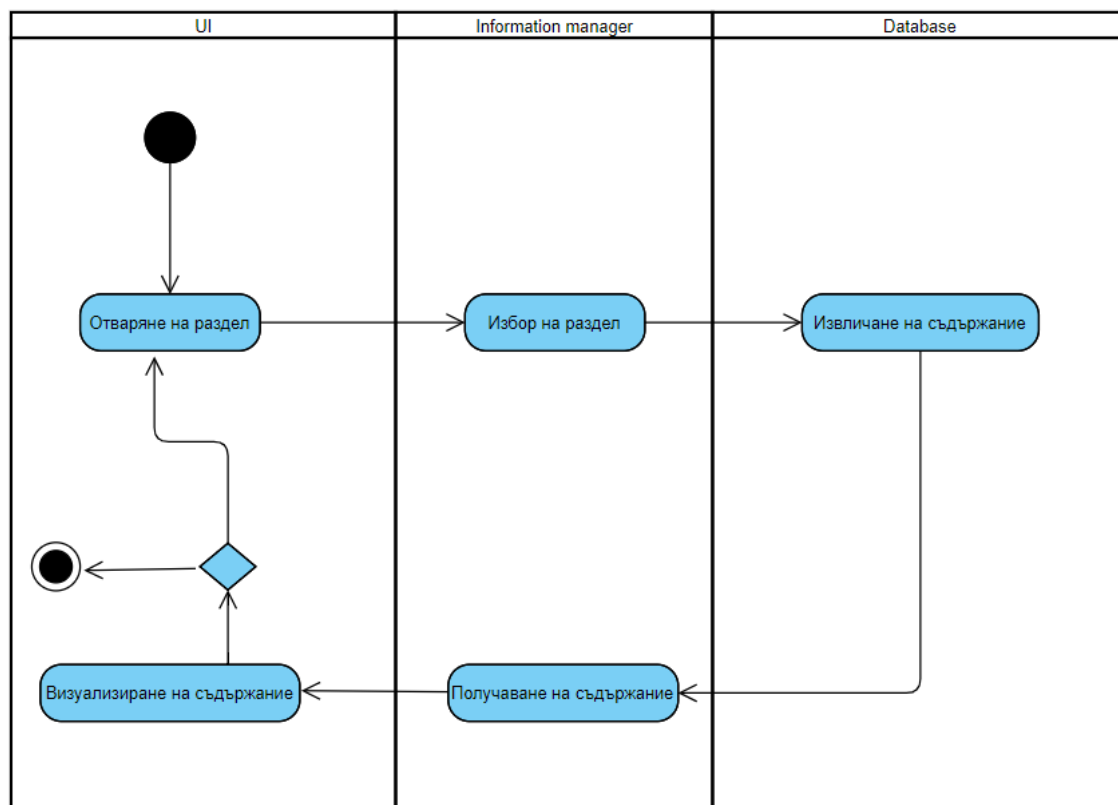 UI
Information manager
Database
Отваряне на раздел
Избор на раздел
Извличане на съдържание
Визуализиране на съдържание
Получаване на съдържание